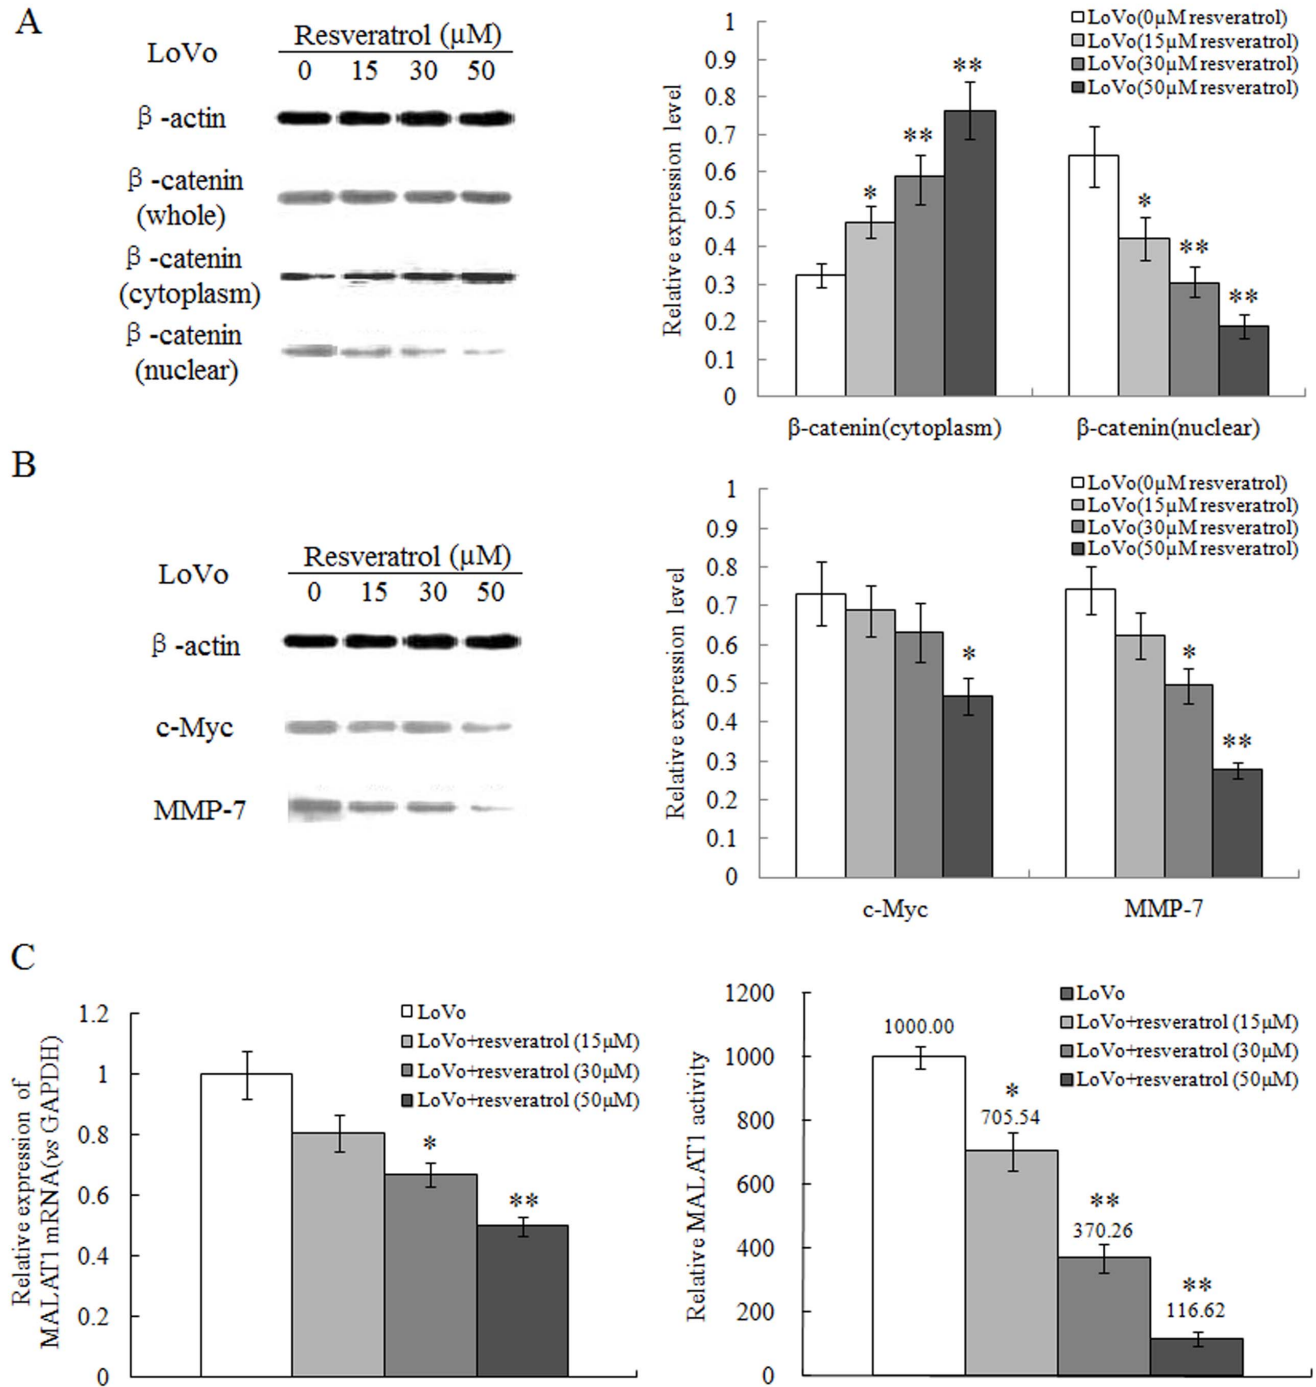 A
LoVo
Resveratrol (µM)
0 15 30 50
β-actin
β-catenin
(whole)
β-catenin
(cytoplasm)
β-catenin
(nuclear)
Relative expression level
1
0.9
0.8
0.7
0.6
0.5
0.4
0.3
0.2
0.1
0
LoVo(0µM resveratrol)
LoVo(15µM resveratrol)
LoVo(30µM resveratrol)
LoVo(50µM resveratrol)
*
**
**
*
**
**
β-catenin(cytoplasm)
β-catenin(nuclear)
B
LoVo
Resveratrol (µM)
0 15 30 50
β-actin
c-Myc
MMP-7
Relative expression level
1
0.9
0.8
0.7
0.6
0.5
0.4
0.3
0.2
0.1
0
LoVo(0µM resveratrol)
LoVo(15µM resveratrol)
LoVo(30µM resveratrol)
LoVo(50µM resveratrol)
*
*
**
c-Myc
MMP-7
C
Relative expression of
MALAT1 mRNA(vs GAPDH)
1.2
1
0.8
0.6
0.4
0.2
0
LoVo
LoVo+resveratrol (15µM)
LoVo+resveratrol (30µM)
LoVo+resveratrol (50µM)
*
**
Relative MALAT1 activity
1200
1000
800
600
400
200
0
LoVo
LoVo+resveratrol (15µM)
LoVo+resveratrol (30µM)
LoVo+resveratrol (50µM)
1000.00
*
705.54
**
370.26
**
116.62